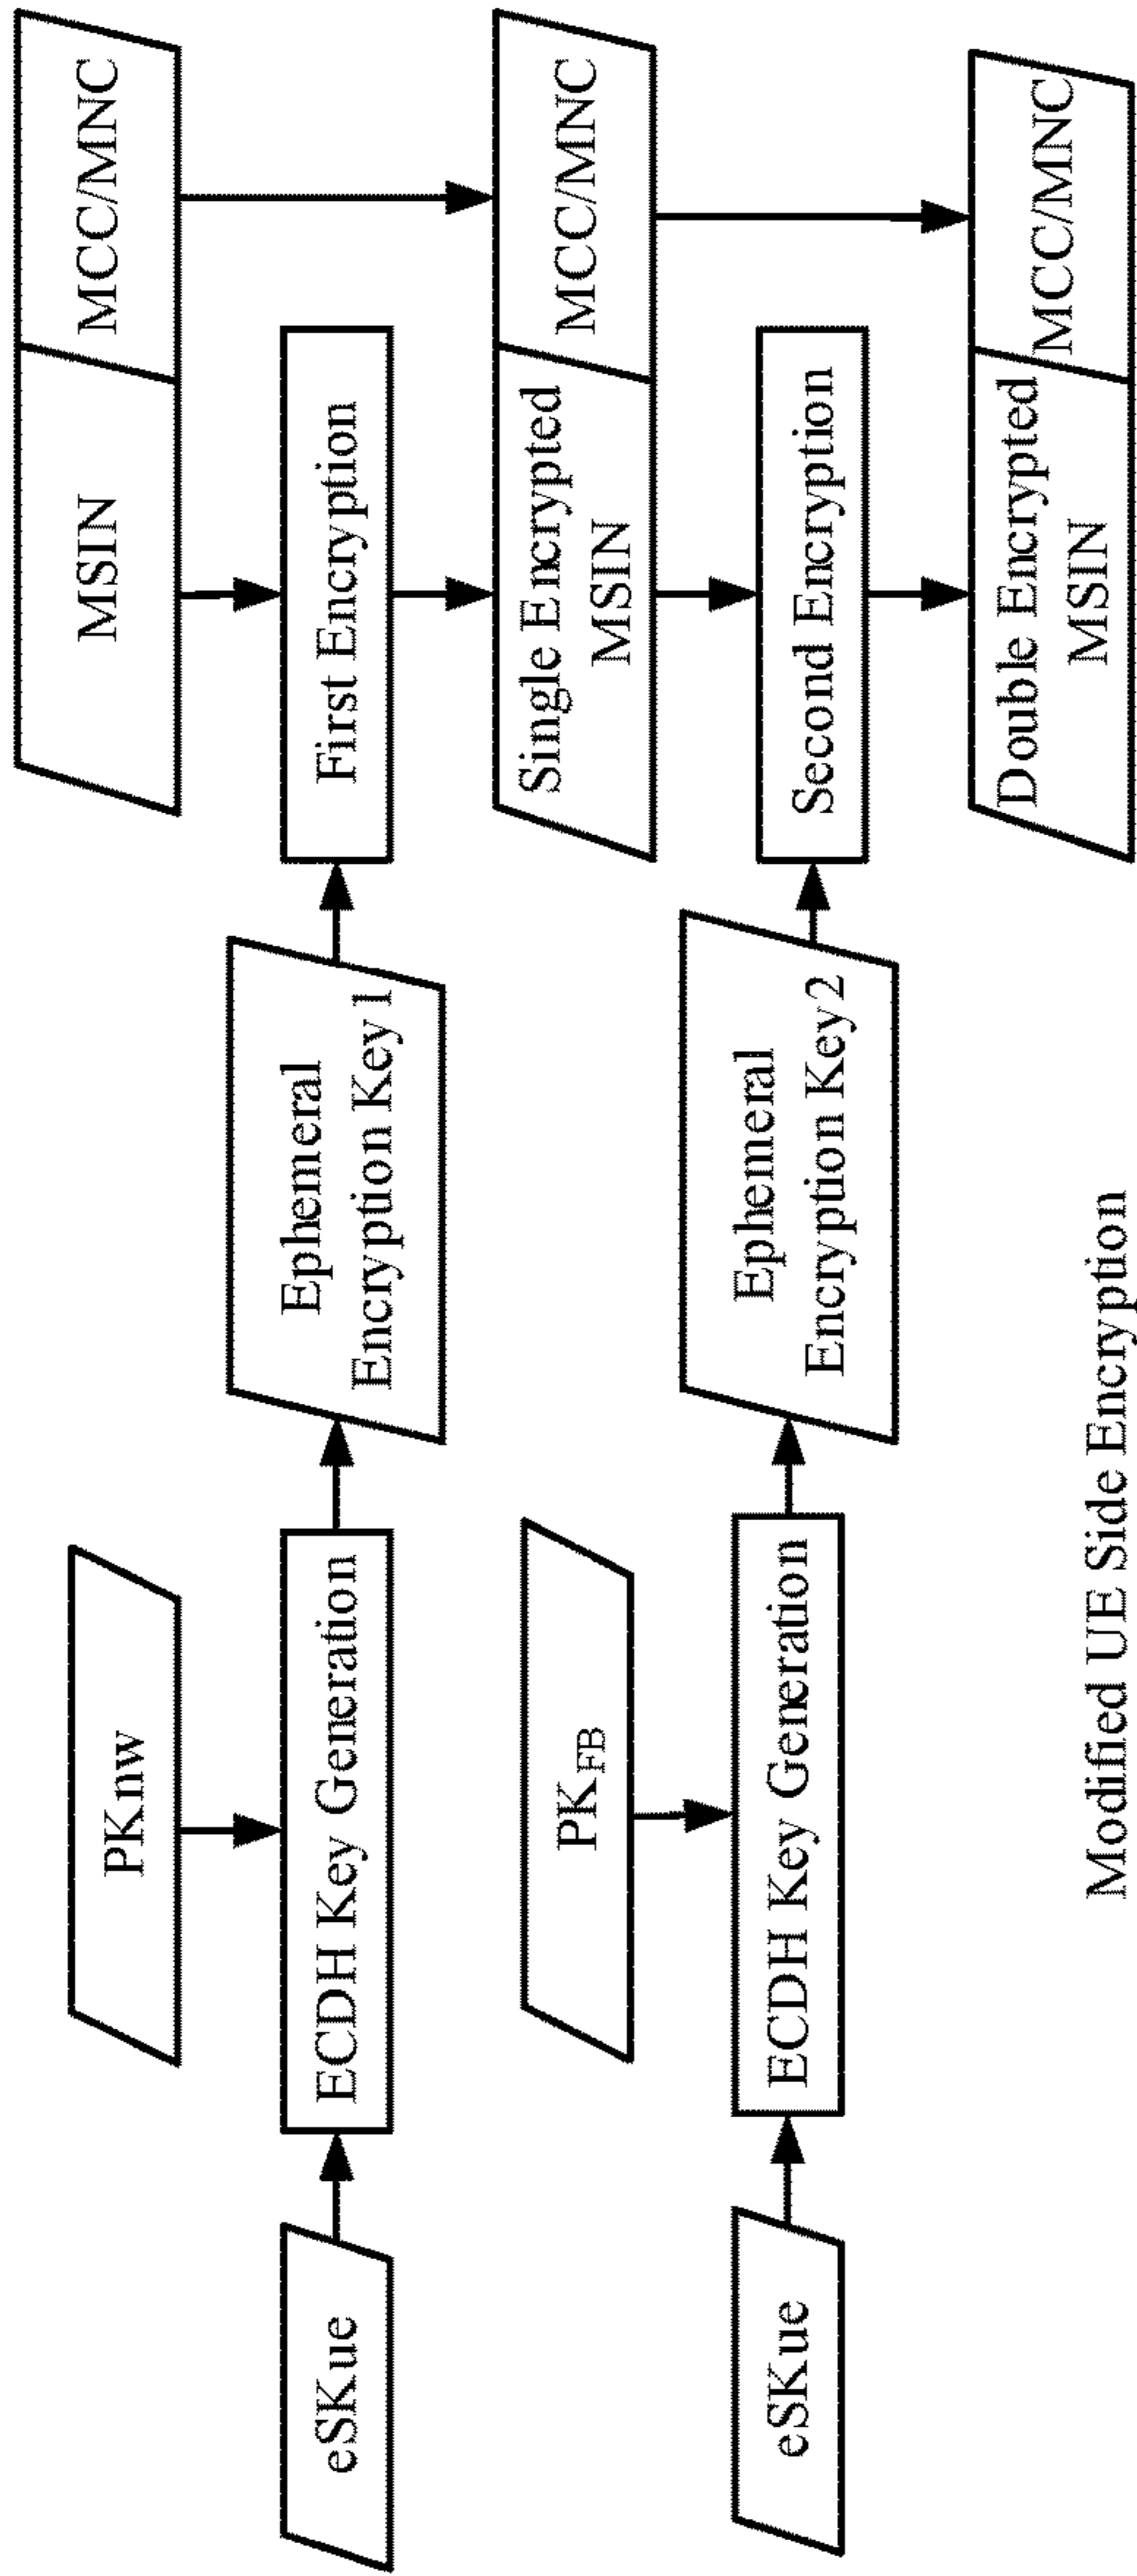 PKnw
MSIN
MCC/MNC
eSKue
ECDH Key Generation
Ephemeral
Encryption Key1
First Encryption
PKFB
Single Encrypted
MSIN
MCC/MNC
eSKue
ECDH Key Generation
Ephemeral
Encryption Key2
Second Encryption
Double Encrypted
MSIN
MCC/MNC
Modified UE Side Encryption